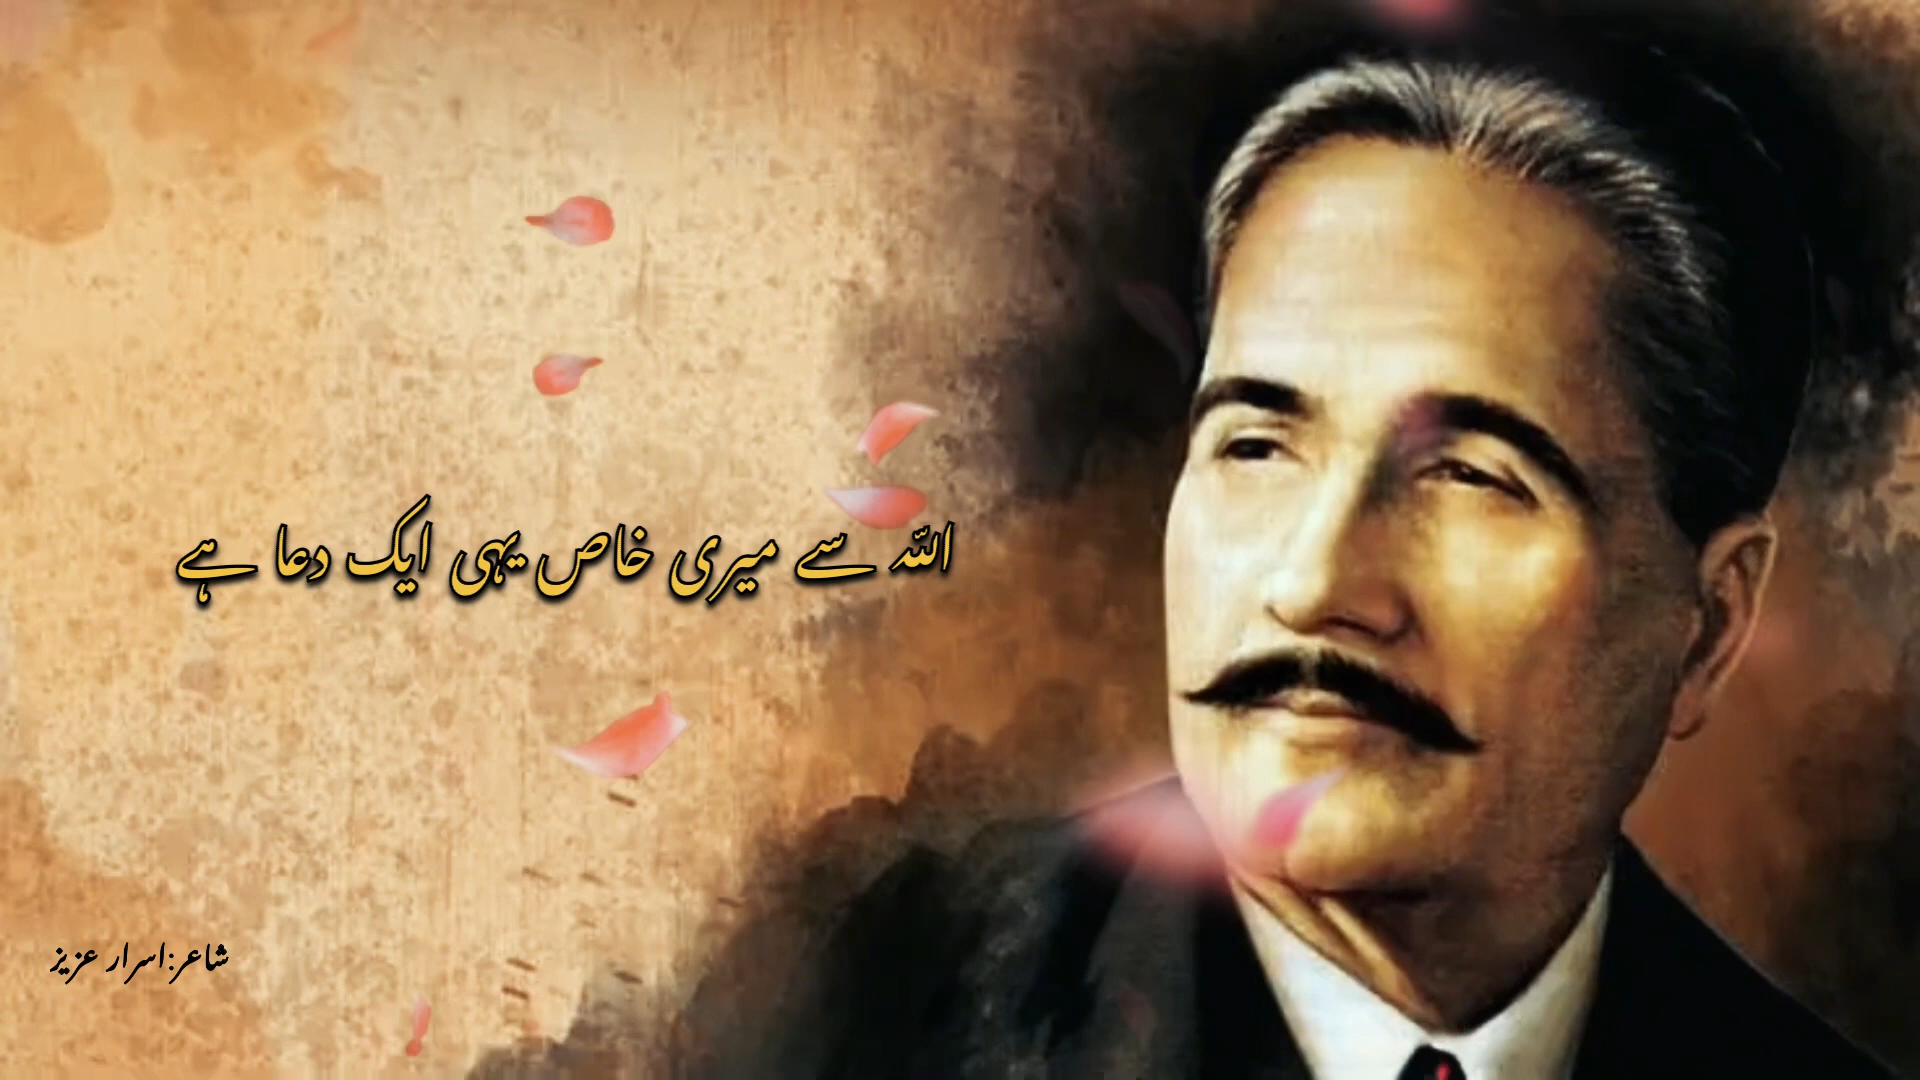 اللہ سے میری خاص یہی ایک دعا ہے
شاعر:اسرار عزیز